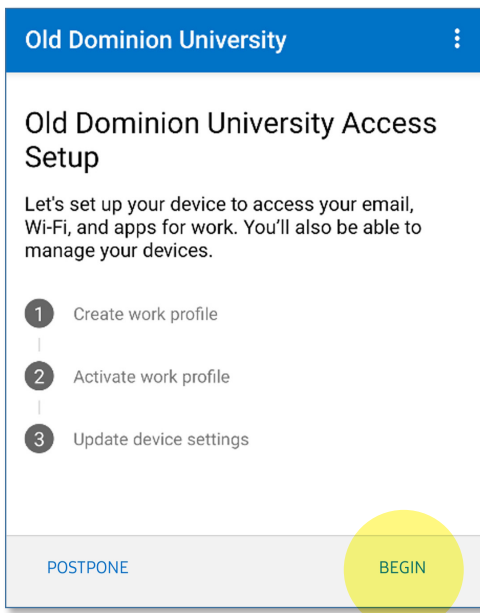 Old Dominion University
Old Dominion University Access
Setup
Let's set up your device to access your email,
Wi-Fi, and apps for work. You'll also be able to
manage your devices.
1 Create work profile
2 Activate work profile
3 Update device settings
POSTPONE BEGIN